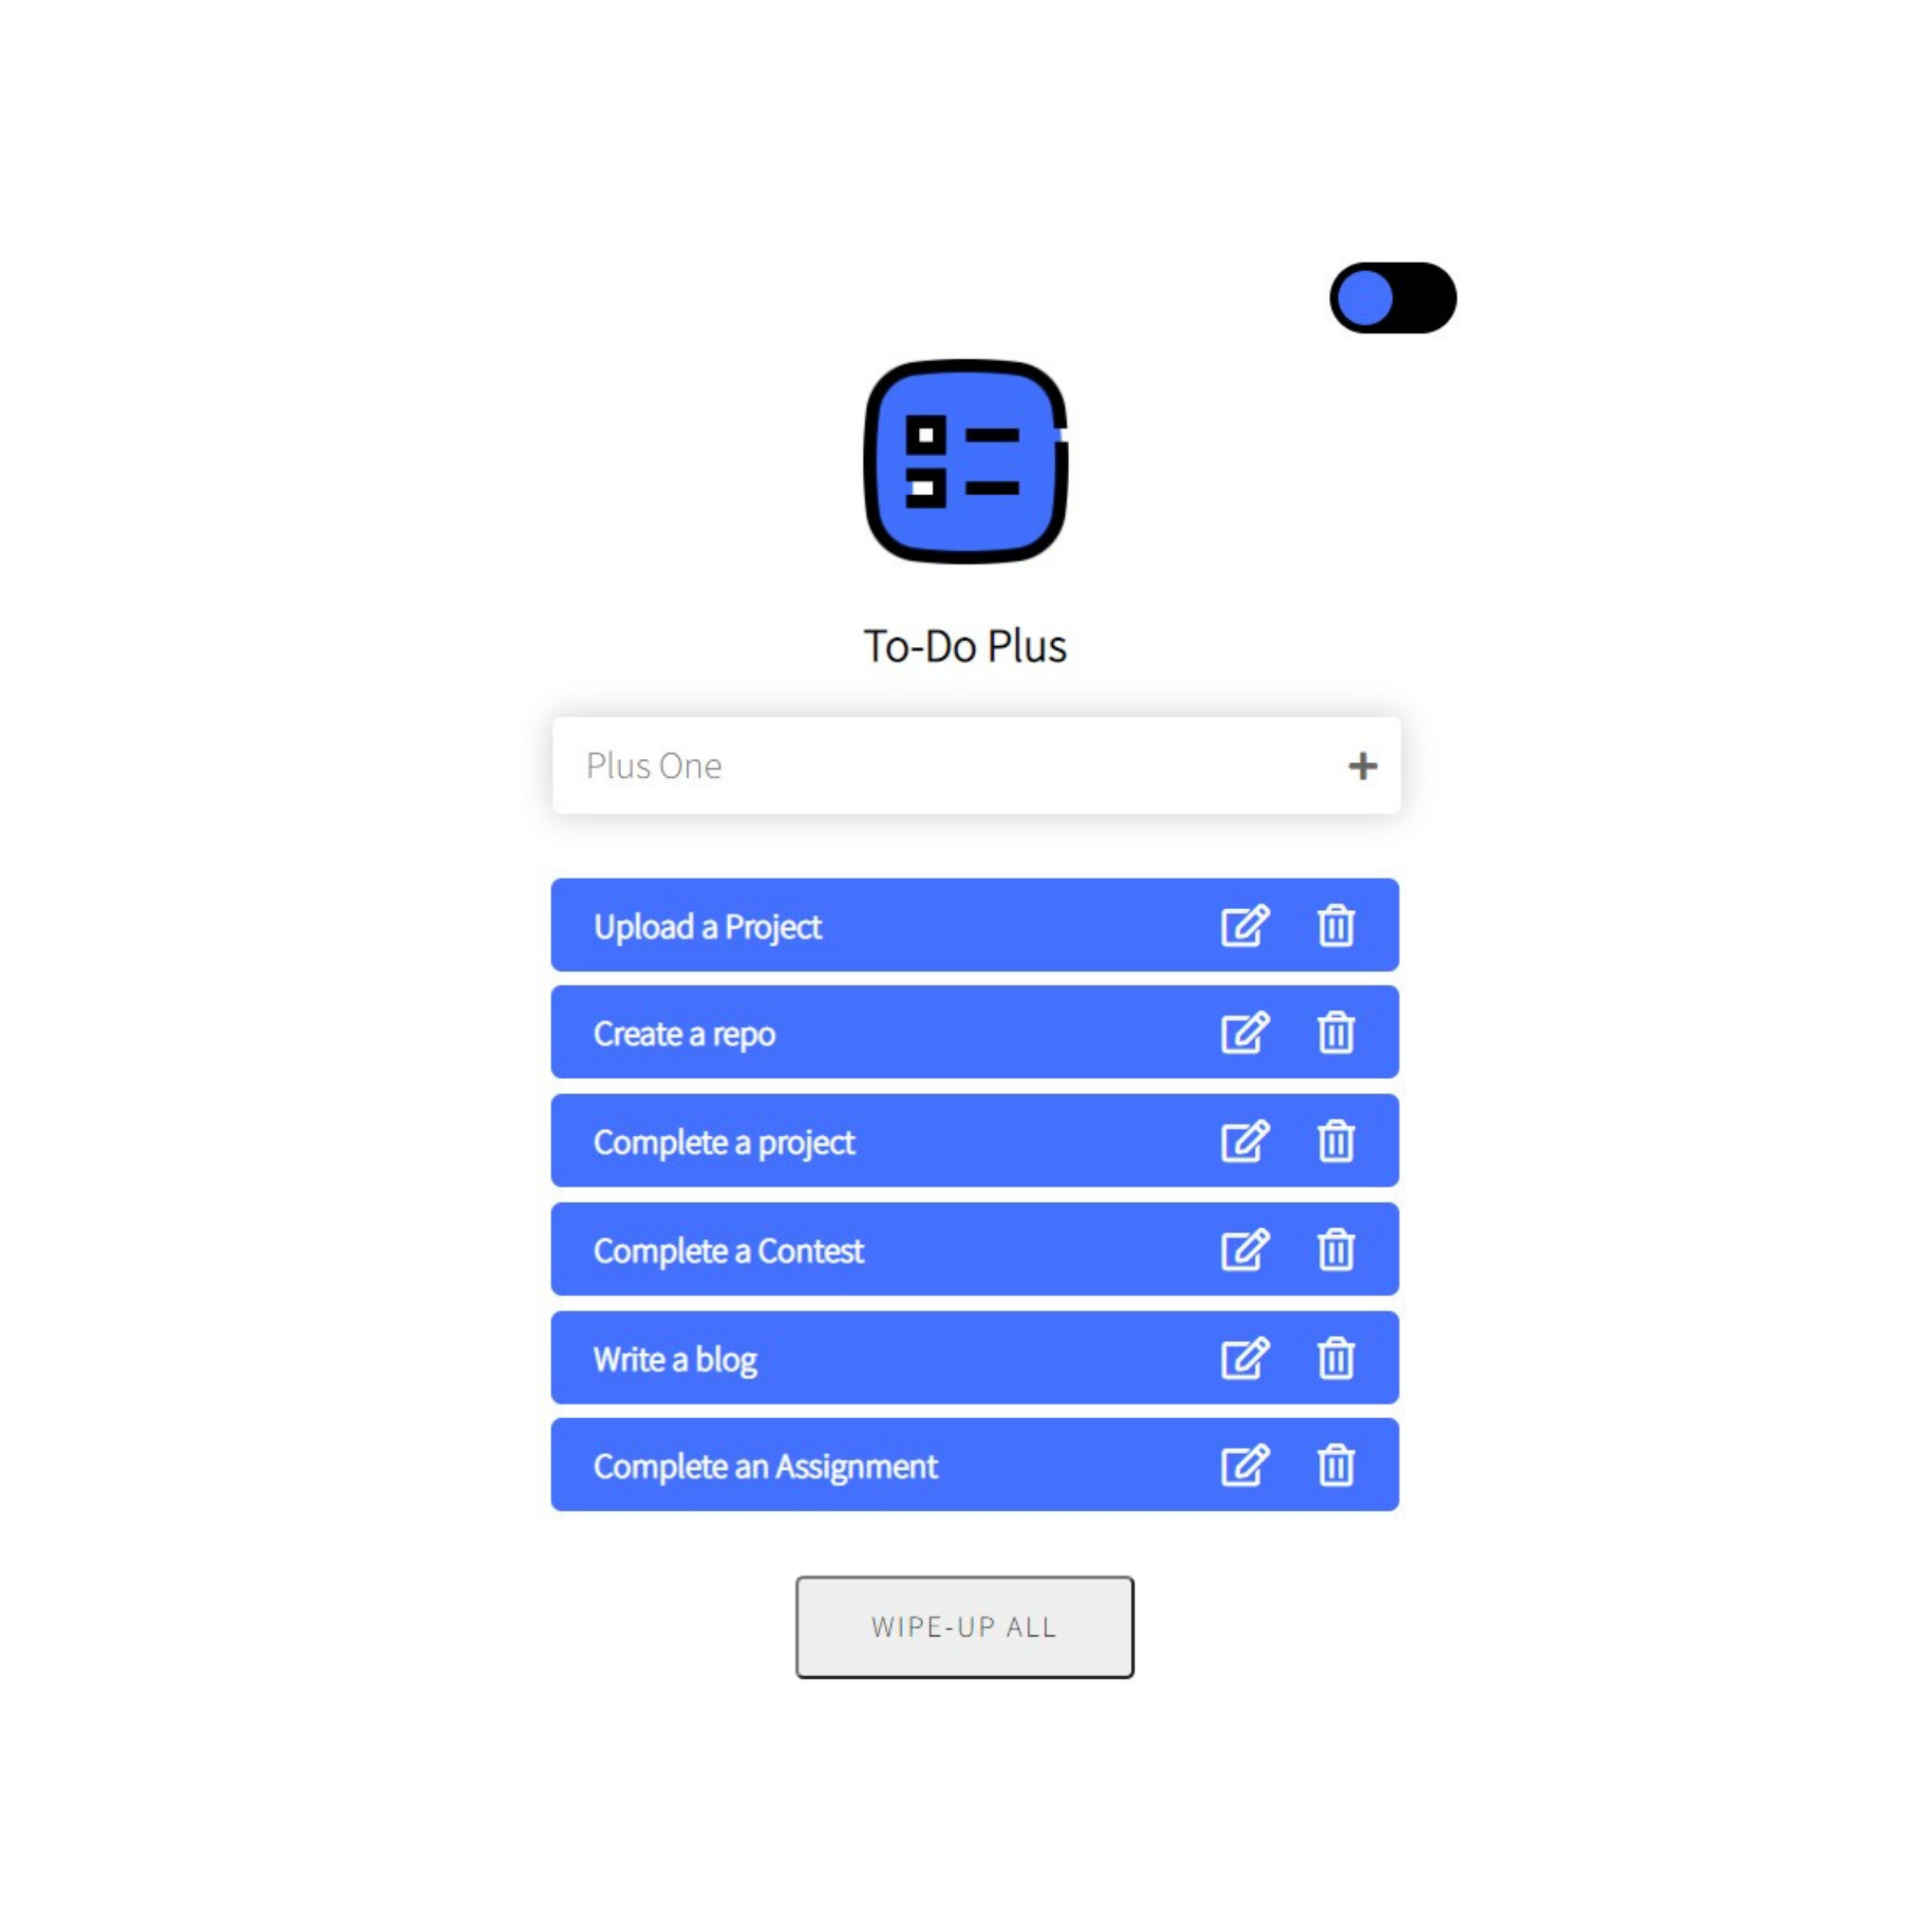 To-Do Plus
Plus One
Upload a Project
Create a repo
Complete a project
Complete a Contest
Write a blog
Complete an Assignment
WIPE-UP ALL